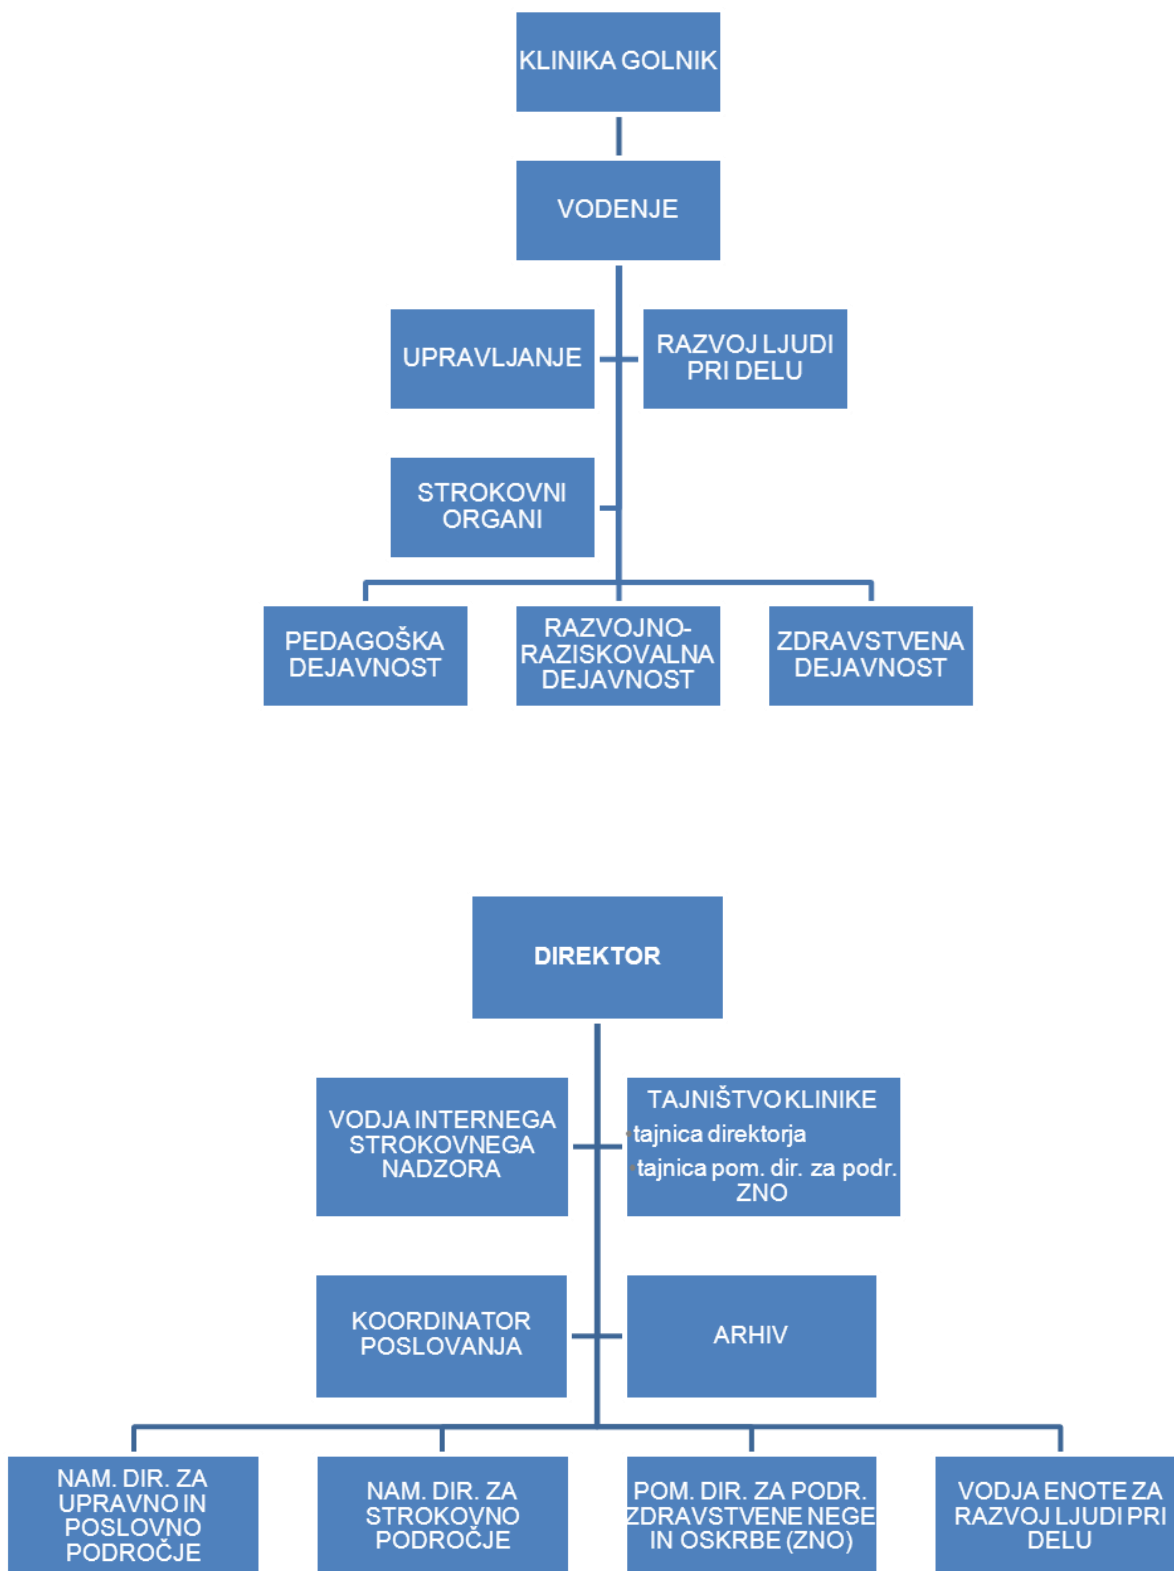 KLINIKA GOLNIK
VODENJE
UPRAVLJANJE
RAZVOJ LJUDI
PRI DELU
STROKOVNI
ORGANI
PEDAGOŠKA
DEJAVNOST
RAZVOJNO-
RAZISKOVALNA
DEJAVNOST
ZDRAVSTVENA
DEJAVNOST
DIREKTOR
VODJA INTERNEGA
STROKOVNEGA
NADZORA
TAJNIŠTVO KLINIKE
•tajnica direktorja
•tajnica pom. dir. za podr.
ZNO
KOORDINATOR
POSLOVANJA
ARHIV
NAM. DIR. ZA
UPRAVNO IN
POSLOVNO
PODROČJE
NAM. DIR. ZA
STROKOVNO
PODROČJE
POM. DIR. ZA PODR.
ZDRAVSTVENE NEGE
IN OSKRBE (ZNO)
VODJA ENOTE ZA
RAZVOJ LJUDI PRI
DELU